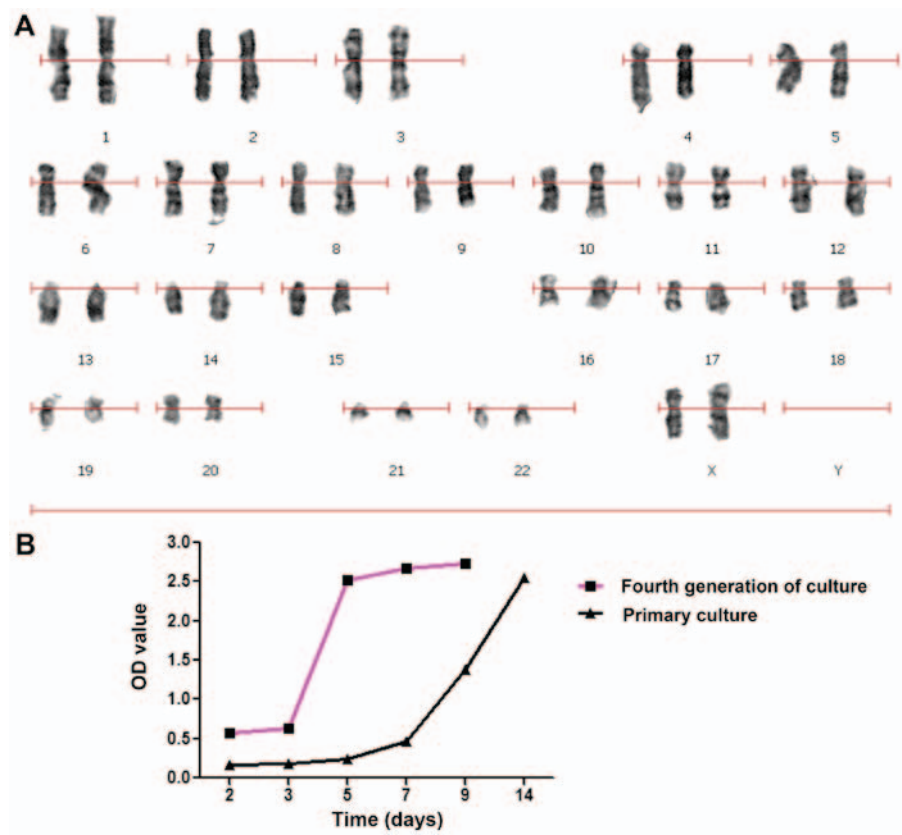 A
1 2 3 4 5
6 7 8 9 10 11 12
13 14 15 16 17 18
19 20 21 22 X Y
B
3.0
2.5
2.0
1.5
1.0
0.5
0.0
OD value
2 3 5 7 9 14
Time (days)
Fourth generation of culture
Primary culture